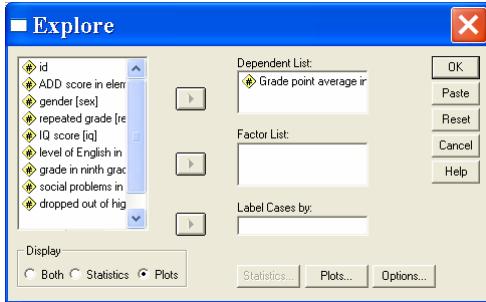 Explore
id
ADD score in elem
gender [sex]
repeated grade [re
IQ score [iq]
level of English in
grade in ninth grad
social problems in
dropped out of hig
Dependent List:
Grade point average in
Factor List:
Label Cases by:
OK
Paste
Reset
Cancel
Help
Display
Both Statistics Plots
Statistics... Plots... Options...